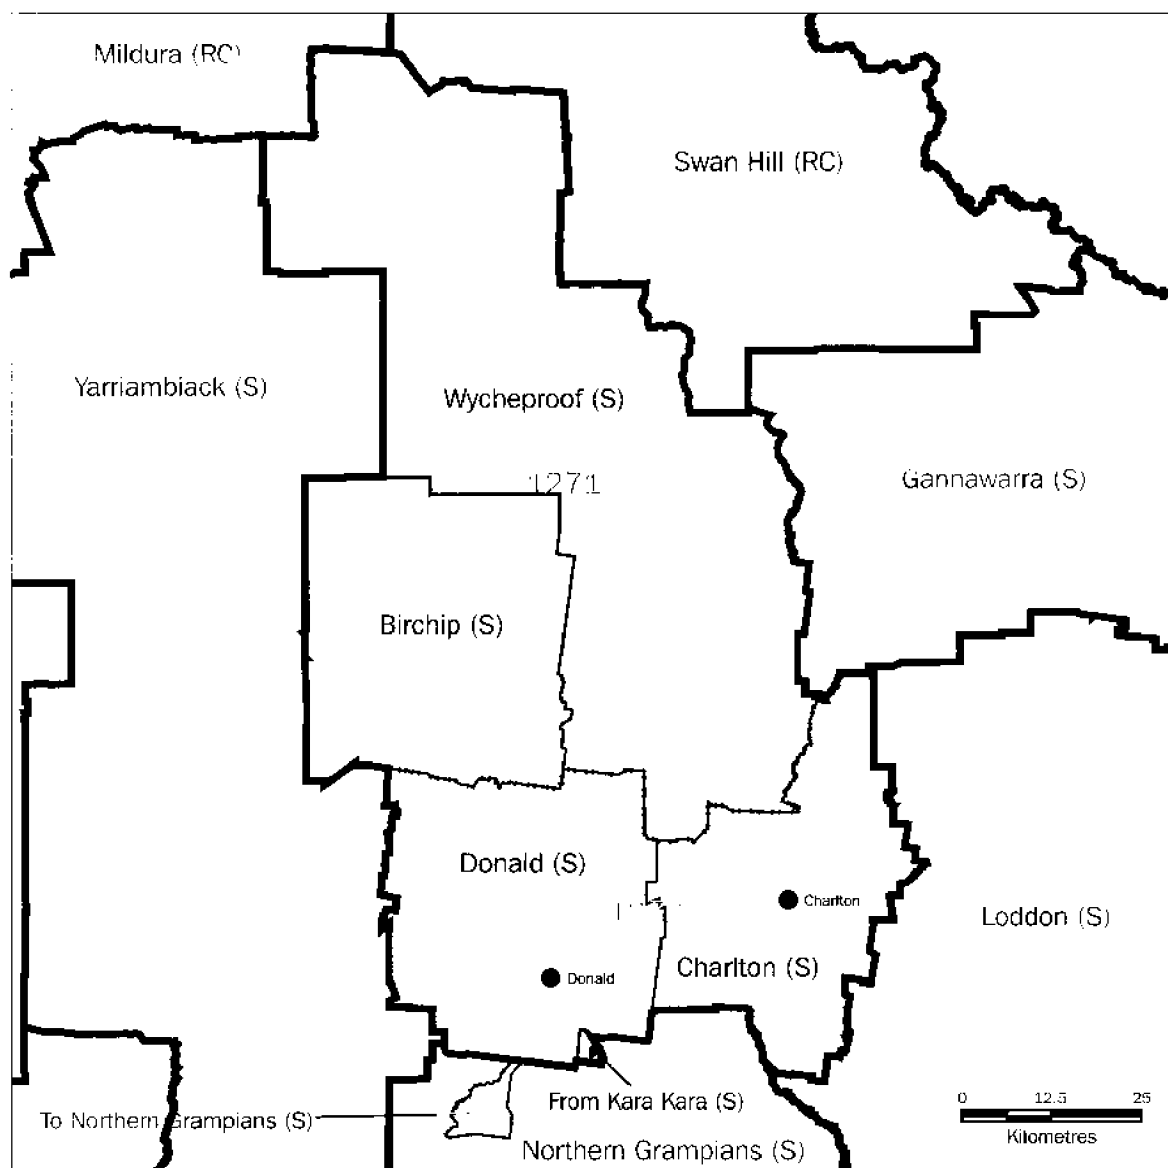 Mildura (RC)
Swan Hill (RC)
Yarriambiack (S)
Wycheproof (S)
1271
Gannawarra (S)
Birchip (S)
Donald (S)
Charlton
Loddon (S)
Charlton (S)
Donald
From Kara Kara (S)
0 12.5 25
To Northern Grampians (S)
Kilometres
Northern Grampians (S)